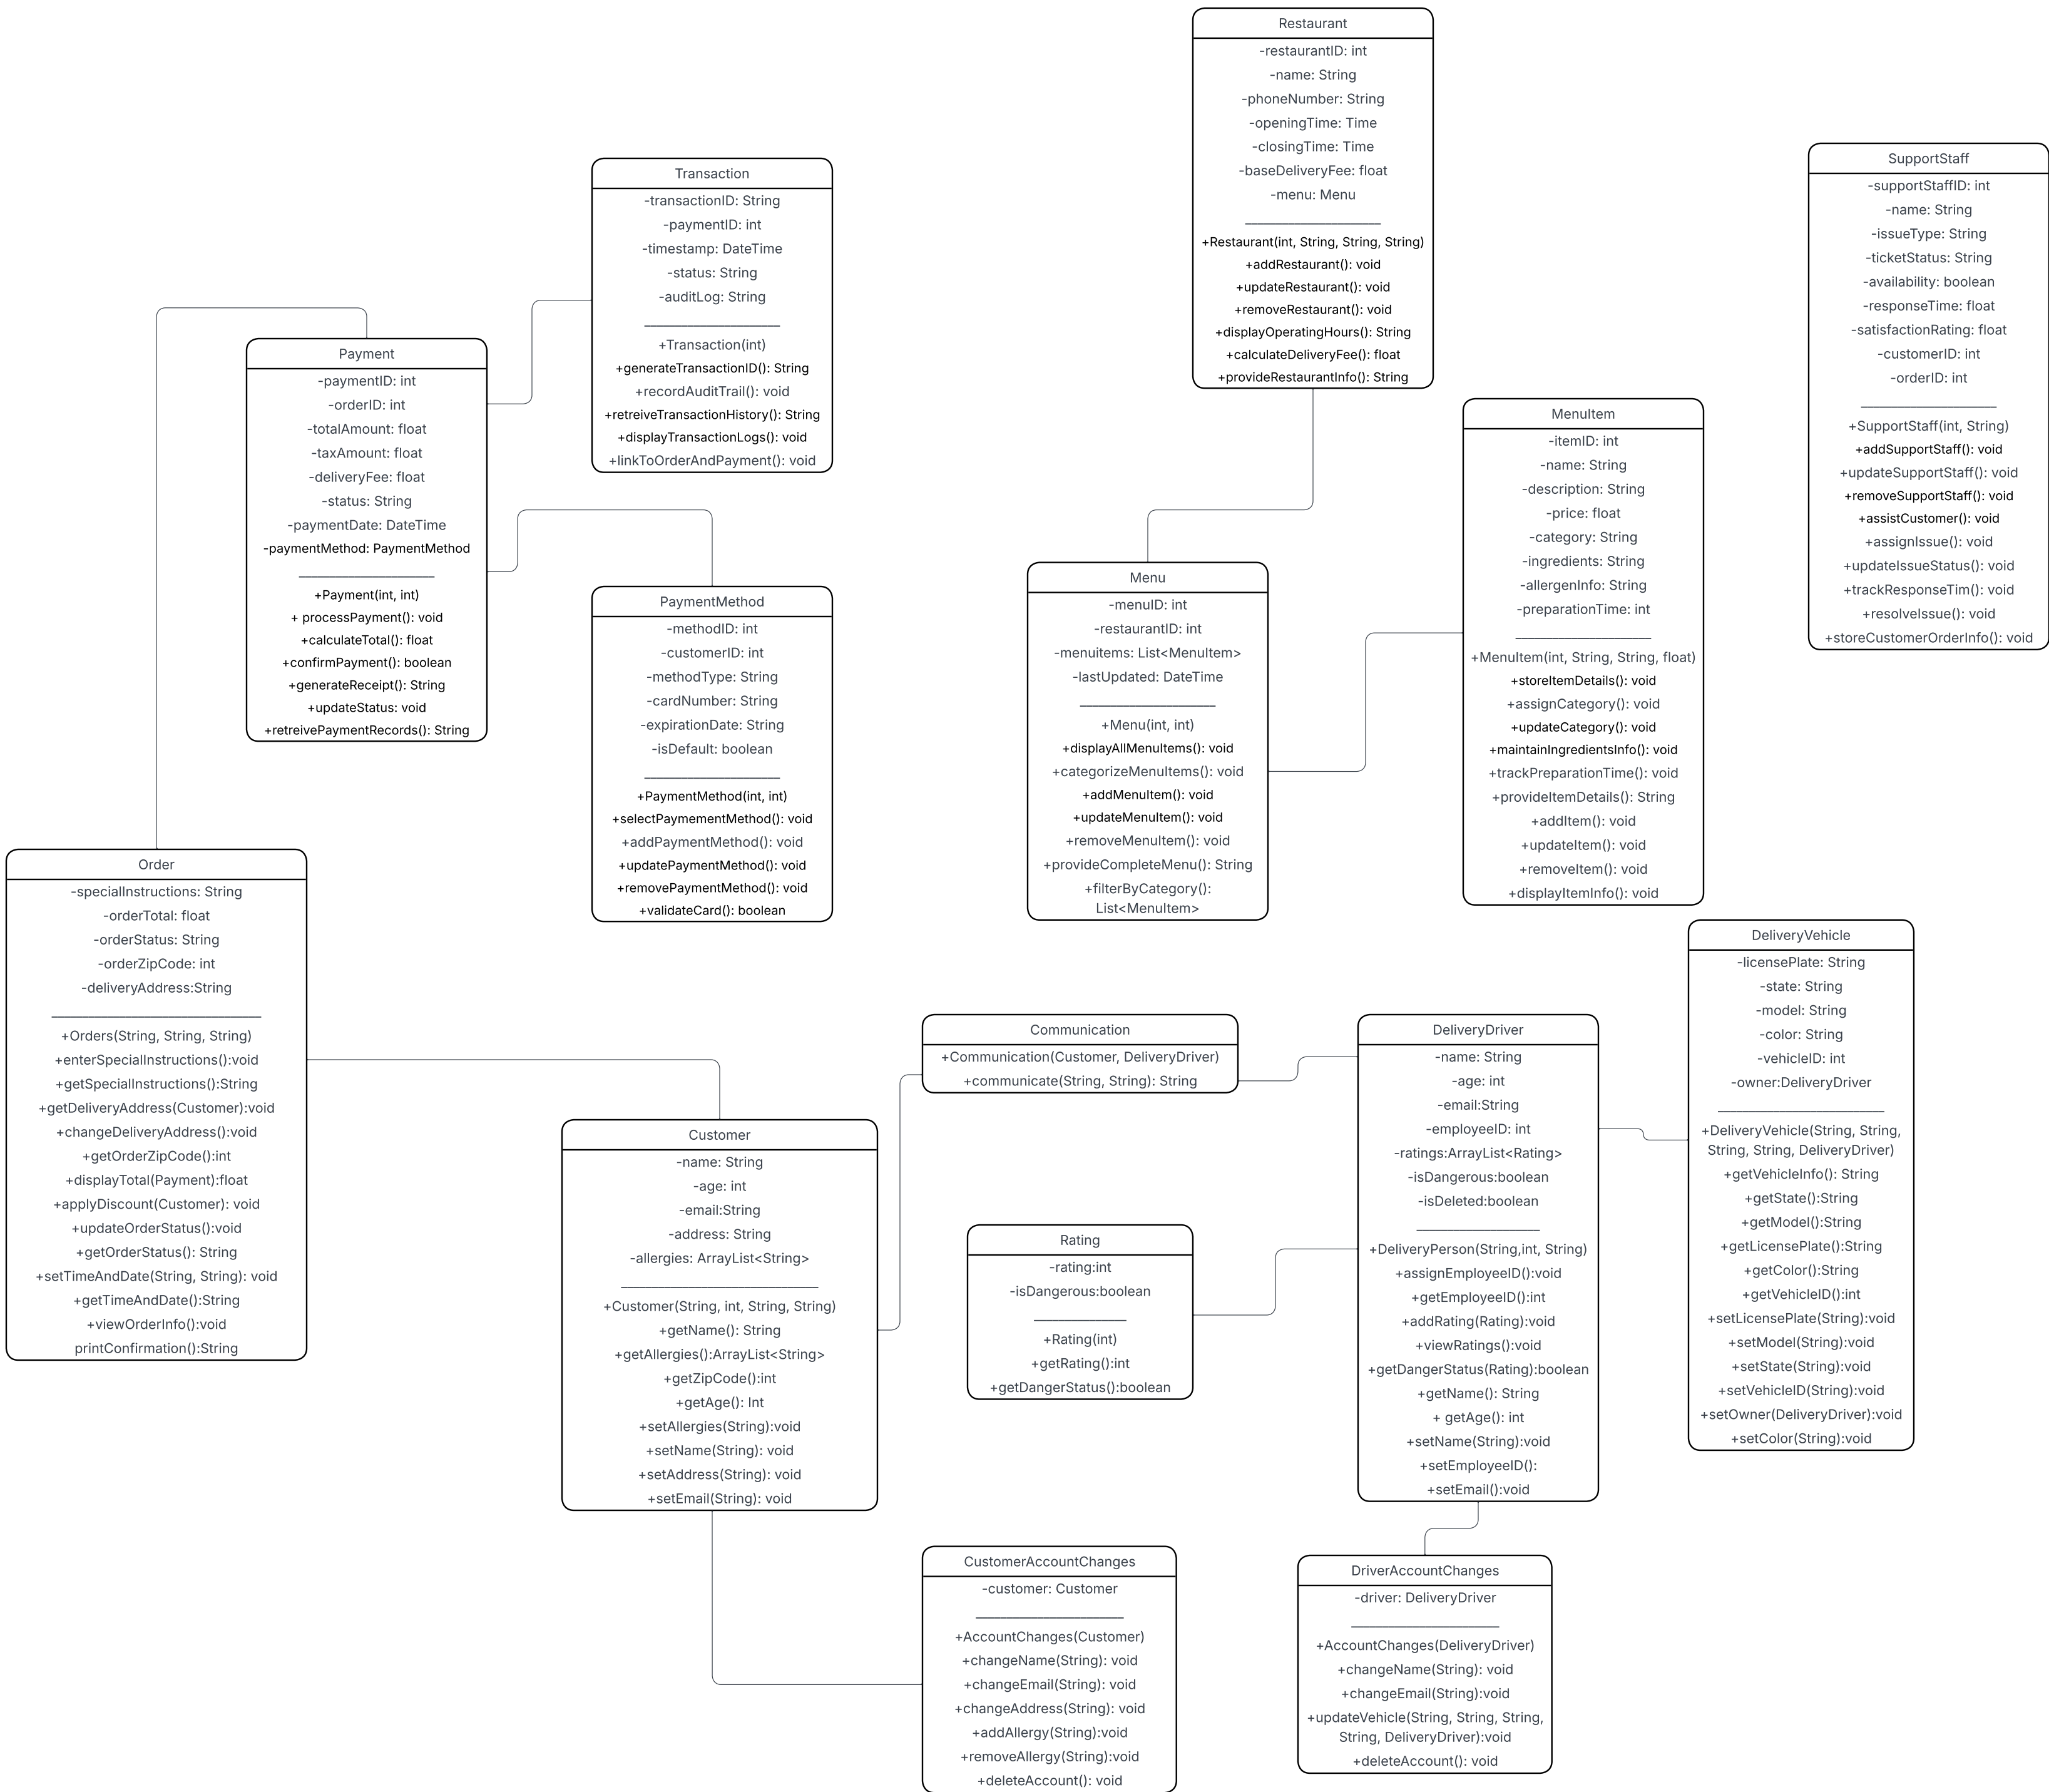 Restaurant
-restaurantID: int
-name: String
-phoneNumber: String
-openingTime: Time
-closingTime: Time
-baseDeliveryFee: float
-menu: Menu
+Restaurant(int, String, String, String)
+addRestaurant(): void
+updateRestaurant(): void
+removeRestaurant(): void
+displayOperatingHours(): String
+calculateDeliveryFee(): float
+provideRestaurantInfo(): String
SupportStaff
-supportStaffID: int
-name: String
-issueType: String
-ticketStatus: String
-availability: boolean
-responseTime: float
-satisfactionRating: float
-customerID: int
-orderID: int
+SupportStaff(int, String)
+addSupportStaff(): void
+updateSupportStaff(): void
+removeSupportStaff(): void
+assistCustomer(): void
+assignIssue(): void
+updateIssueStatus(): void
+trackResponseTim(): void
+resolveIssue(): void
+storeCustomerOrderInfo(): void
Transaction
-transactionID: String
-paymentID: int
-timestamp: DateTime
-status: String
-auditLog: String
+Transaction(int)
+generateTransactionID(): String
+recordAuditTrail(): void
+retreiveTransactionHistory(): String
+displayTransactionLogs(): void
+linkToOrderAndPayment(): void
Payment
-paymentID: int
-orderID: int
-totalAmount: float
-taxAmount: float
-deliveryFee: float
-status: String
-paymentDate: DateTime
-paymentMethod: PaymentMethod
+Payment(int, int)
+ processPayment(): void
+calculateTotal(): float
+confirmPayment(): boolean
+generateReceipt(): String
+updateStatus: void
+retreivePaymentRecords(): String
MenuItem
-itemID: int
-name: String
-description: String
-price: float
-category: String
-ingredients: String
-allergenInfo: String
-preparationTime: int
+MenuItem(int, String, String, float)
+storeItemDetails(): void
+assignCategory(): void
+updateCategory(): void
+maintainIngredientsInfo(): void
+trackPreparationTime(): void
+provideItemDetails(): String
+addItem(): void
+updateItem(): void
+removeItem(): void
+displayItemInfo(): void
Menu
-menuID: int
-restaurantID: int
-menuitems: List<MenuItem>
-lastUpdated: DateTime
+Menu(int, int)
+displayAllMenuItems(): void
+categorizeMenuItems(): void
+addMenuItem(): void
+updateMenuItem(): void
+removeMenuItem(): void
+provideCompleteMenu(): String
+filterByCategory():
List<MenuItem>
PaymentMethod
-methodID: int
-customerID: int
-methodType: String
-cardNumber: String
-expirationDate: String
-isDefault: boolean
+PaymentMethod(int, int)
+selectPaymementMethod(): void
+addPaymentMethod(): void
+updatePaymentMethod(): void
+removePaymentMethod(): void
+validateCard(): boolean
Order
-specialInstructions: String
-orderTotal: float
-orderStatus: String
-orderZipCode: int
-deliveryAddress:String
+Orders(String, String, String)
+enterSpecialInstructions():void
+getSpecialInstructions():String
+getDeliveryAddress(Customer):void
+changeDeliveryAddress():void
+getOrderZipCode():int
+displayTotal(Payment):float
+applyDiscount(Customer): void
+updateOrderStatus():void
+getOrderStatus(): String
+setTimeAndDate(String, String): void
+getTimeAndDate():String
+viewOrderInfo():void
printConfirmation():String
DeliveryVehicle
-licensePlate: String
-state: String
-model: String
-color: String
-vehicleID: int
-owner:DeliveryDriver
+DeliveryVehicle(String, String,
String, String, DeliveryDriver)
+getVehicleInfo(): String
+getState():String
+getModel():String
+getLicensePlate():String
+getColor():String
+getVehicleID():int
+setLicensePlate(String):void
+setModel(String):void
+setState(String):void
+setVehicleID(String):void
+setOwner(DeliveryDriver):void
+setColor(String):void
Communication
+Communication(Customer, DeliveryDriver)
+communicate(String, String): String
DeliveryDriver
-name: String
-age: int
-email:String
-employeeID: int
-ratings:ArrayList<Rating>
-isDangerous:boolean
-isDeleted:boolean
+DeliveryPerson(String,int, String)
+assignEmployeeID():void
+getEmployeeID():int
+addRating(Rating):void
+viewRatings():void
+getDangerStatus(Rating):boolean
+getName(): String
+ getAge(): int
+setName(String):void
+setEmployeeID():
+setEmail():void
Customer
-name: String
-age: int
-email:String
-address: String
-allergies: ArrayList<String>
+Customer(String, int, String, String)
+getName(): String
+getAllergies():ArrayList<String>
+getZipCode():int
+getAge(): Int
+setAllergies(String):void
+setName(String): void
+setAddress(String): void
+setEmail(String): void
Rating
-rating:int
-isDangerous:boolean
+Rating(int)
+getRating():int
+getDangerStatus():boolean
CustomerAccountChanges
-customer: Customer
+AccountChanges(Customer)
+changeName(String): void
+changeEmail(String): void
+changeAddress(String): void
+addAllergy(String):void
+removeAllergy(String):void
+deleteAccount(): void
DriverAccountChanges
-driver: DeliveryDriver
+AccountChanges(DeliveryDriver)
+changeName(String): void
+changeEmail(String):void
+updateVehicle(String, String, String,
String, DeliveryDriver):void
+deleteAccount(): void